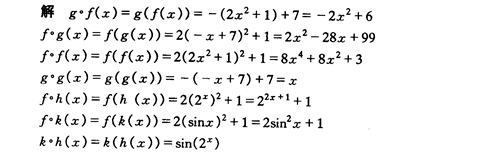 解 g∘f(x)=g(f(x))=-(2x²+1)+7=-2x²+6
f∘g(x)=f(g(x))=2(-x+7)²+1=2x²-28x+99
f∘f(x)=f(f(x))=2(2x²+1)²+1=8x⁴+8x²+3
g∘g(x)=g(g(x))=-(-x+7)+7=x
f∘h(x)=f(h (x))=2(2ˣ)²+1=2²ˣ⁺¹+1
f∘k(x)=f(k(x))=2(sinx)²+1=2sin²x+1
k∘h(x)=k(h(x))=sin(2ˣ)